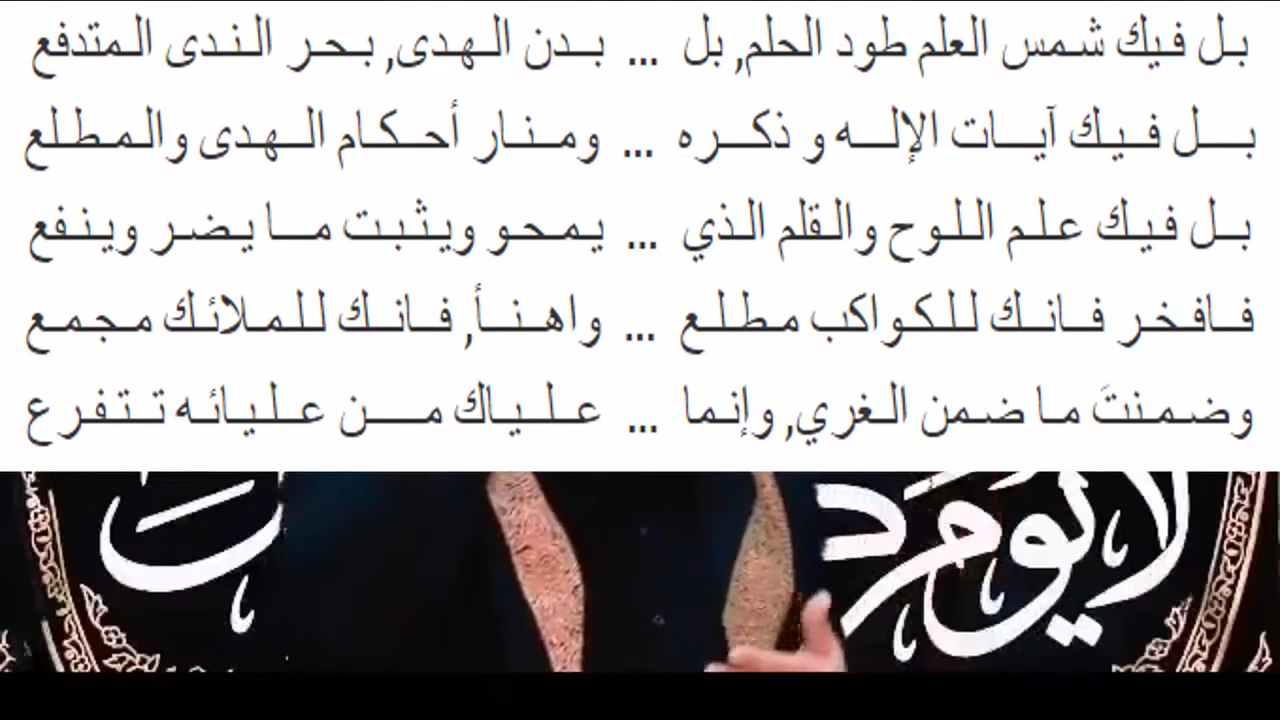 بل فيك شمس العلم طود الحلم, بل ... بدن الهدى, بحر الندى المتدفع
بل فيك آيات الإله و ذكره ... ومنار أحكام الهدى والمطلع
بل فيك علم اللوح والقلم الذي ... يمحو ويثبت ما يضر وينفع
فافخر فانك للكواكب مطلع ... واهنأ, فانك للملائك مجمع
وضمنتَ ما ضمن الغري, وإنما ... علياك من عليائه تتفرع
لا يوم